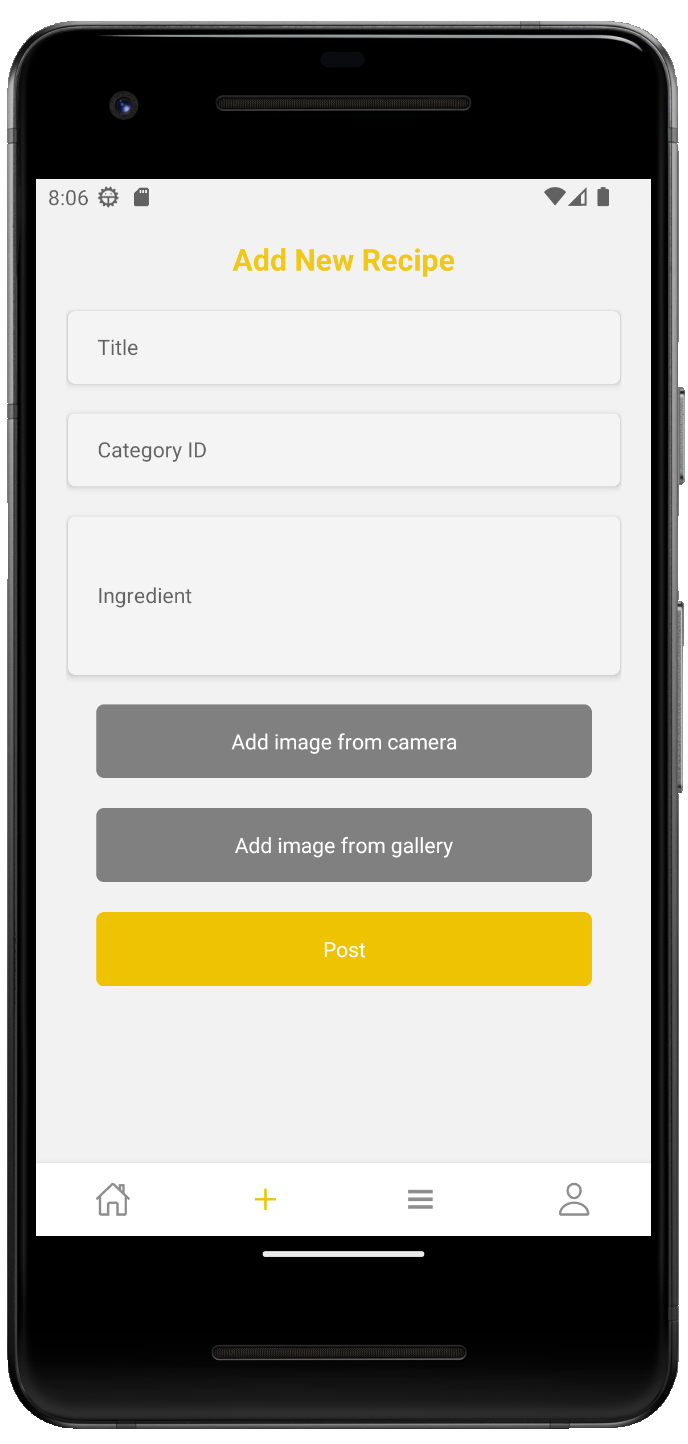 8:06
Add New Recipe
Title
Category ID
Ingredient
Add image from camera
Add image from gallery
Post